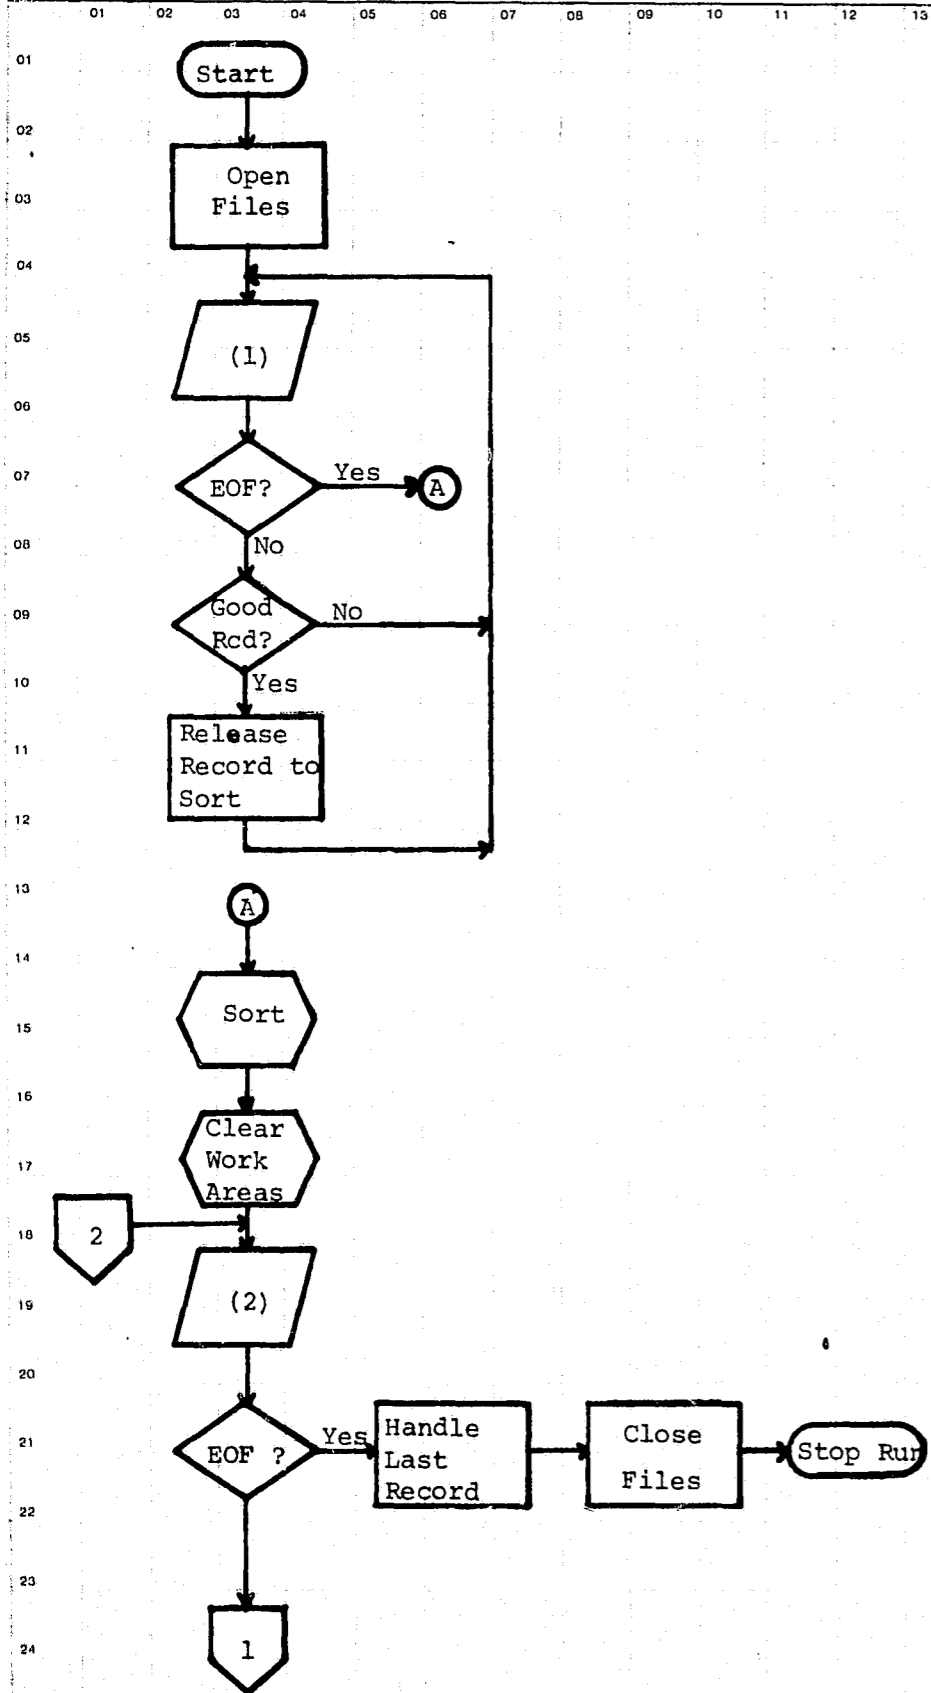 01 02 03 04 05 06 07 08 09 10 11 12 13
01
Start
02
Open
03
Files
04
05
(1)
06
07
EOF?
Yes
A
08
No
09
Good
Rcd?
No
10
Yes
11
Release
Record to
Sort
12
13
A
14
15
Sort
16
Clear
17
Work
Areas
18
2
19
(2)
20
21
EOF ?
Yes
Handle
Last
Record
Close
Files
Stop Run
22
23
24
1